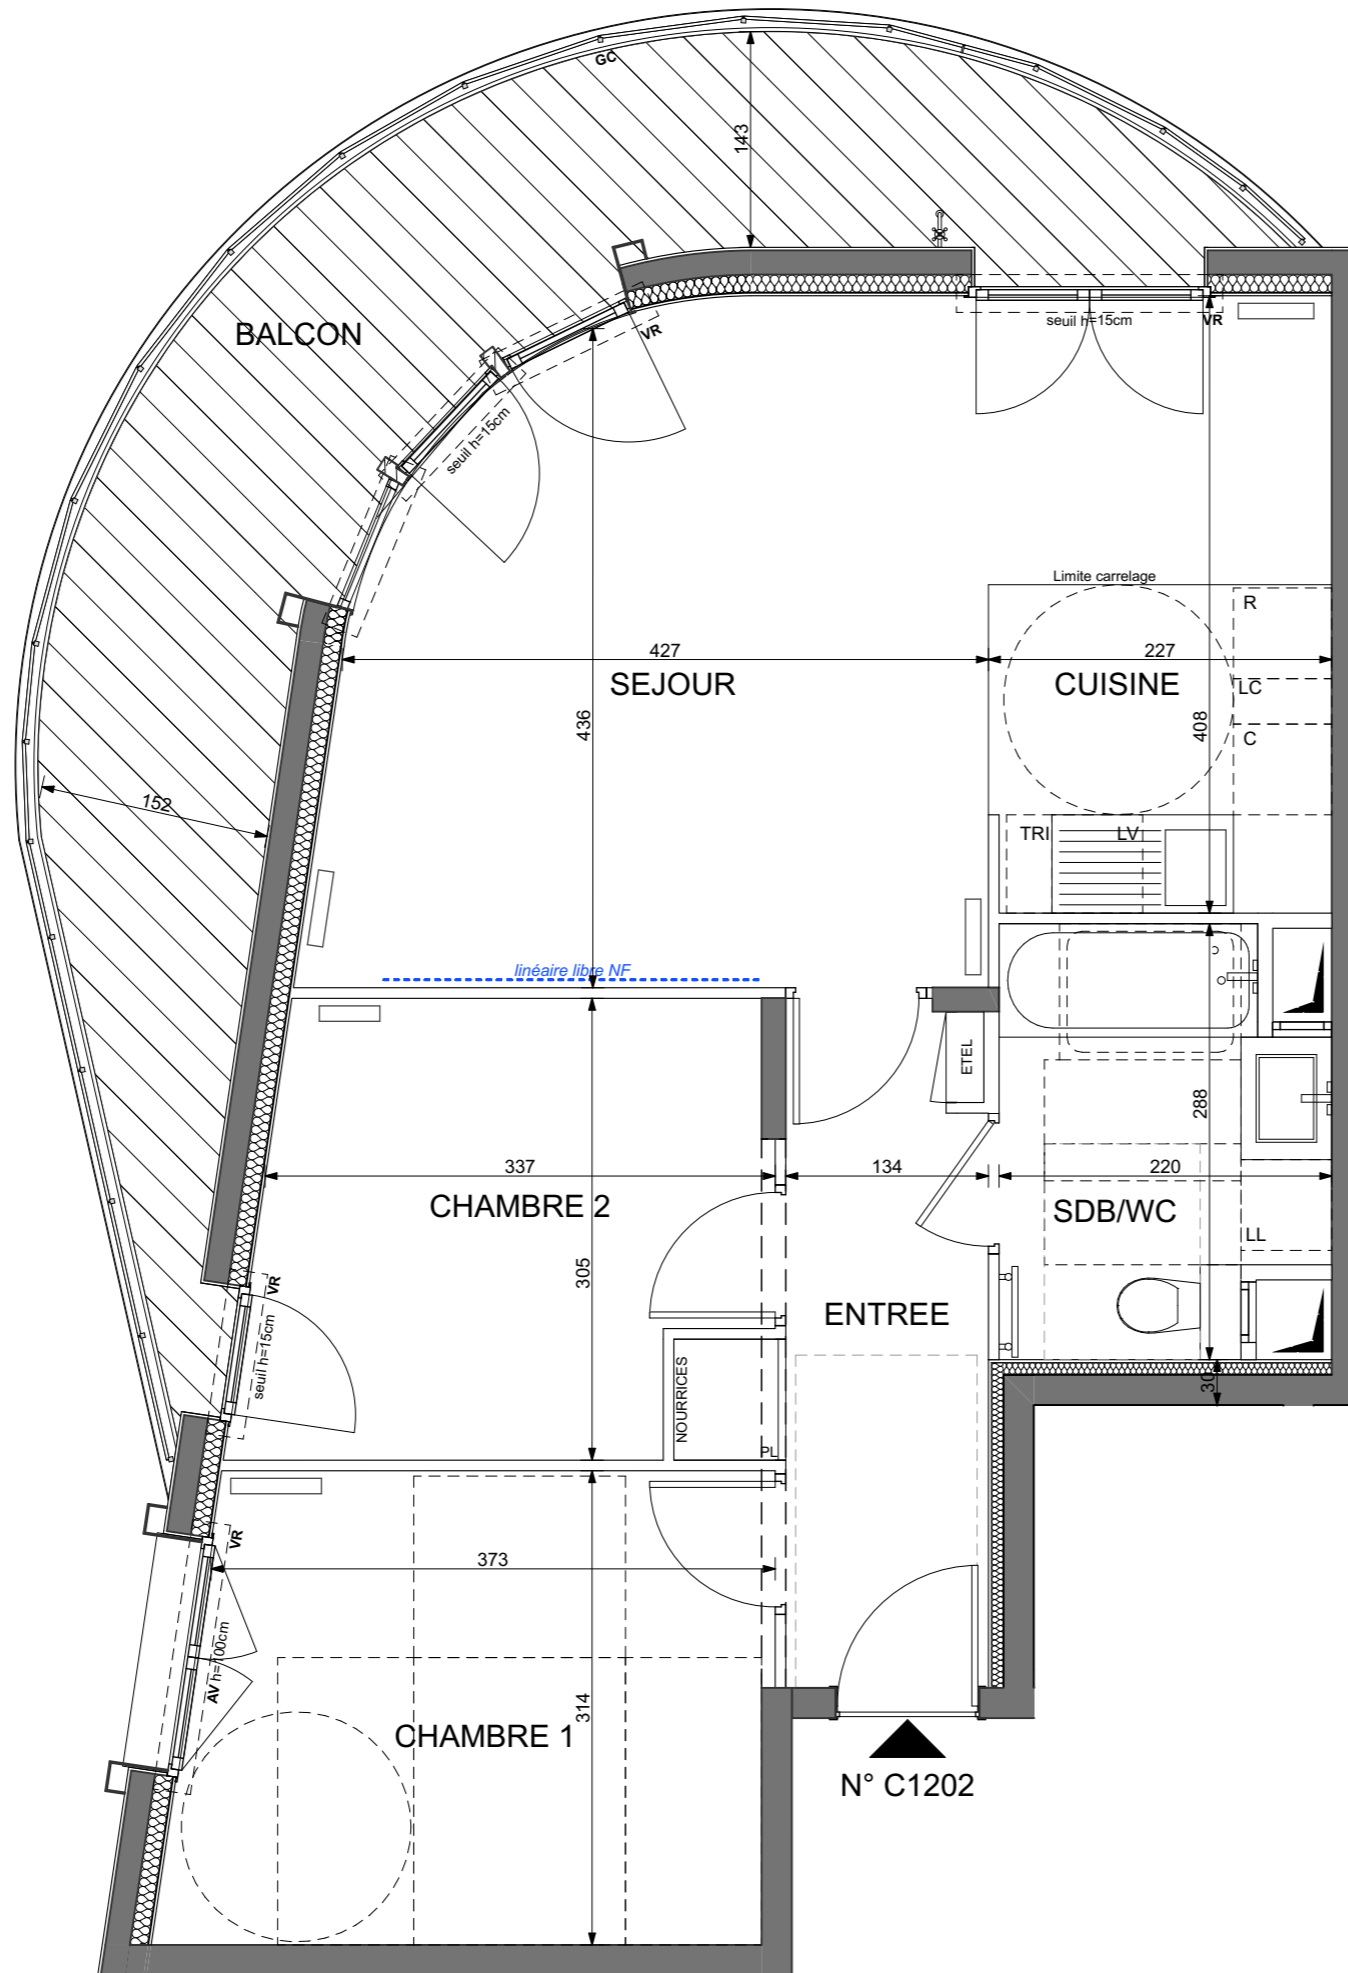 GC
143
BALCON
VR
seuil h=15cm
VR
seuil h=15cm
Limite carrelage
R
427
227
SEJOUR
CUISINE
LC
436
408
C
152
TRI
LV
linéaire libre NF
ETEL
288
337
134
220
CHAMBRE 2
SDB/WC
LL
305
VR
seuil h=15cm
ENTREE
NOURRICES
PL
30
VR
373
AV h=100cm
314
CHAMBRE 1
N° C1202